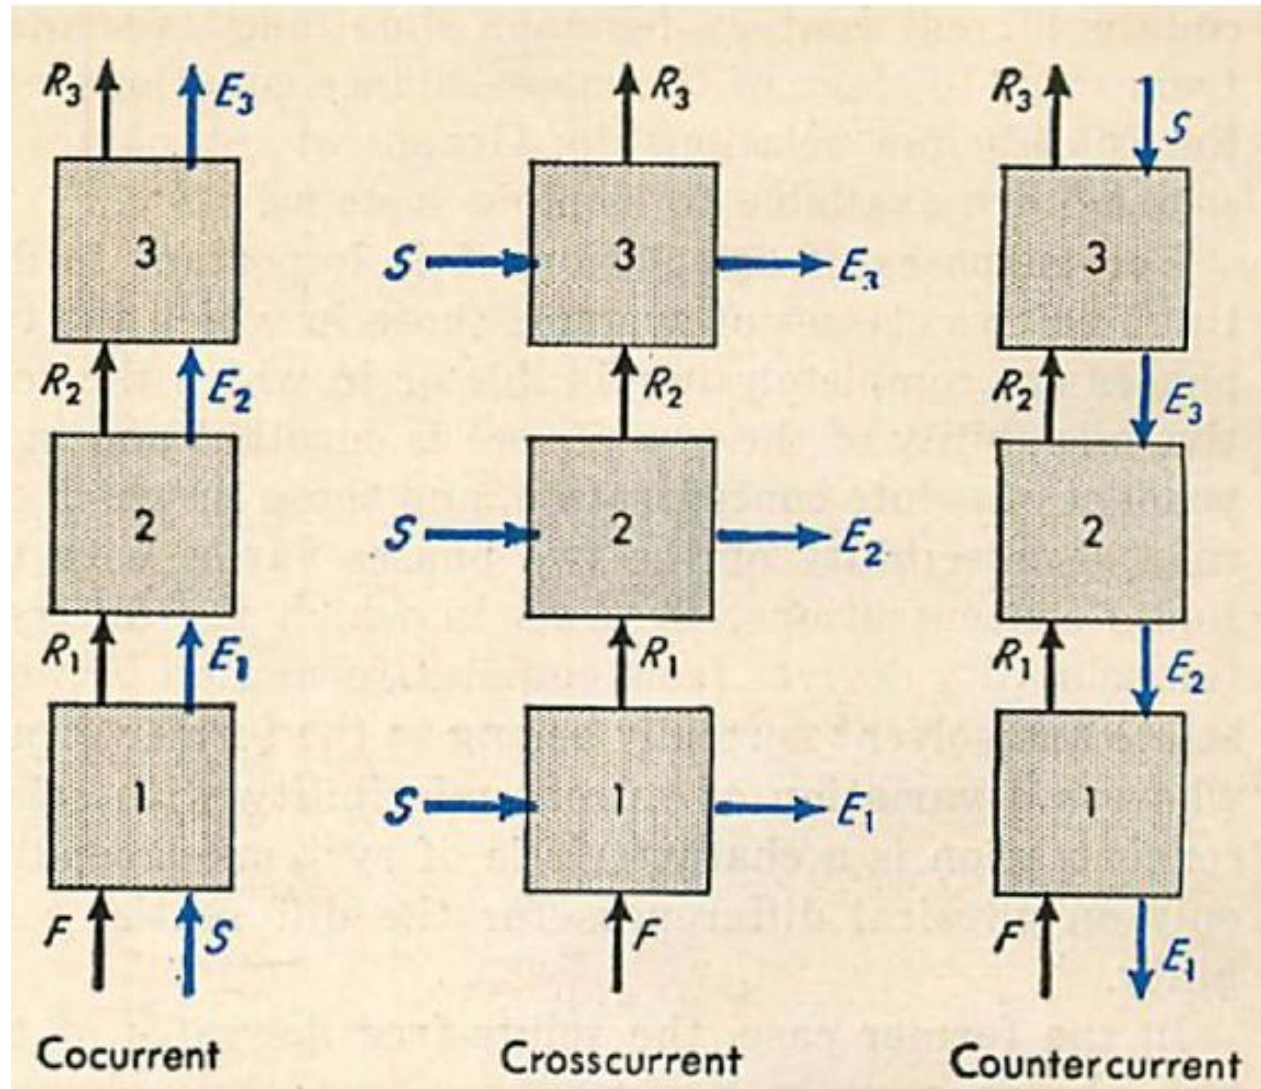 R3 E3 R3 R3 S
3 S 3 E3 3
R2 E2 R2 R2 E3
2 S 2 E2 2
R1 E1 R1 R1 E2
1 S 1 E1 1
F S F F E1
Cocurrent Crosscurrent Countercurrent